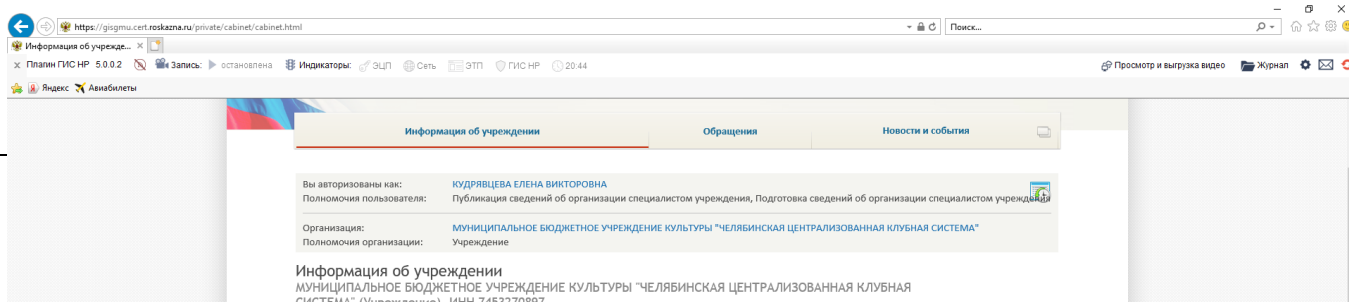 https://gisgmu.cert.roskazna.ru/private/cabinet/cabinet.html Поиск...
Информация об учрежде...
Плагин ГИС НР 5.0.0.2 Запись: остановлена Индикаторы: ЭЦП Сеть ЭТП ГИС НР 20:44 Просмотр и выгрузка видео Журнал
Яндекс Авиабилеты
Информация об учреждении Обращения Новости и события
Вы авторизованы как: КУДРЯВЦЕВА ЕЛЕНА ВИКТОРОВНА
Полномочия пользователя: Публикация сведений об организации специалистом учреждения, Подготовка сведений об организации специалистом учреждения
Организация: МУНИЦИПАЛЬНОЕ БЮДЖЕТНОЕ УЧРЕЖДЕНИЕ КУЛЬТУРЫ "ЧЕЛЯБИНСКАЯ ЦЕНТРАЛИЗОВАННАЯ КЛУБНАЯ СИСТЕМА"
Полномочия организации: Учреждение
Информация об учреждении
МУНИЦИПАЛЬНОЕ БЮДЖЕТНОЕ УЧРЕЖДЕНИЕ КУЛЬТУРЫ "ЧЕЛЯБИНСКАЯ ЦЕНТРАЛИЗОВАННАЯ КЛУБНАЯ
СИСТЕМА" (Учреждение), ИНН 7453270897